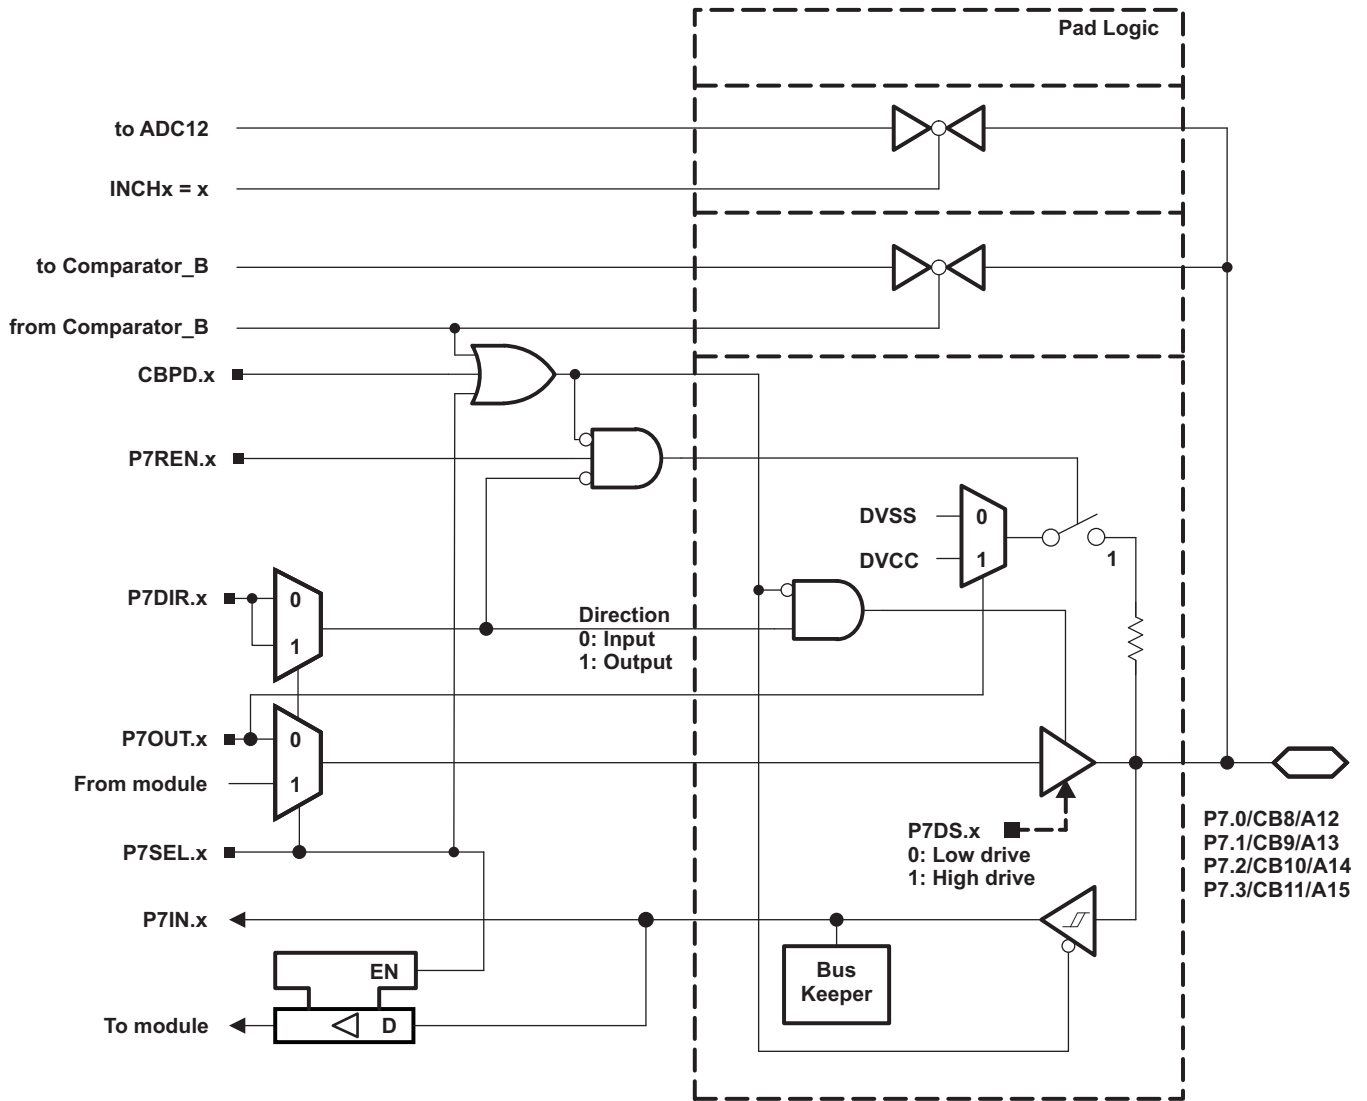 Pad Logic
to ADC12
INCHx = x
to Comparator_B
from Comparator_B
CBPD.x
P7REN.x
DVSS
0
DVCC
1
1
P7DIR.x
0
1
Direction
0: Input
1: Output
P7OUT.x
0
From module
1
P7SEL.x
P7DS.x
0: Low drive
1: High drive
P7.0/CB8/A12
P7.1/CB9/A13
P7.2/CB10/A14
P7.3/CB11/A15
P7IN.x
EN
Bus
Keeper
To module
D